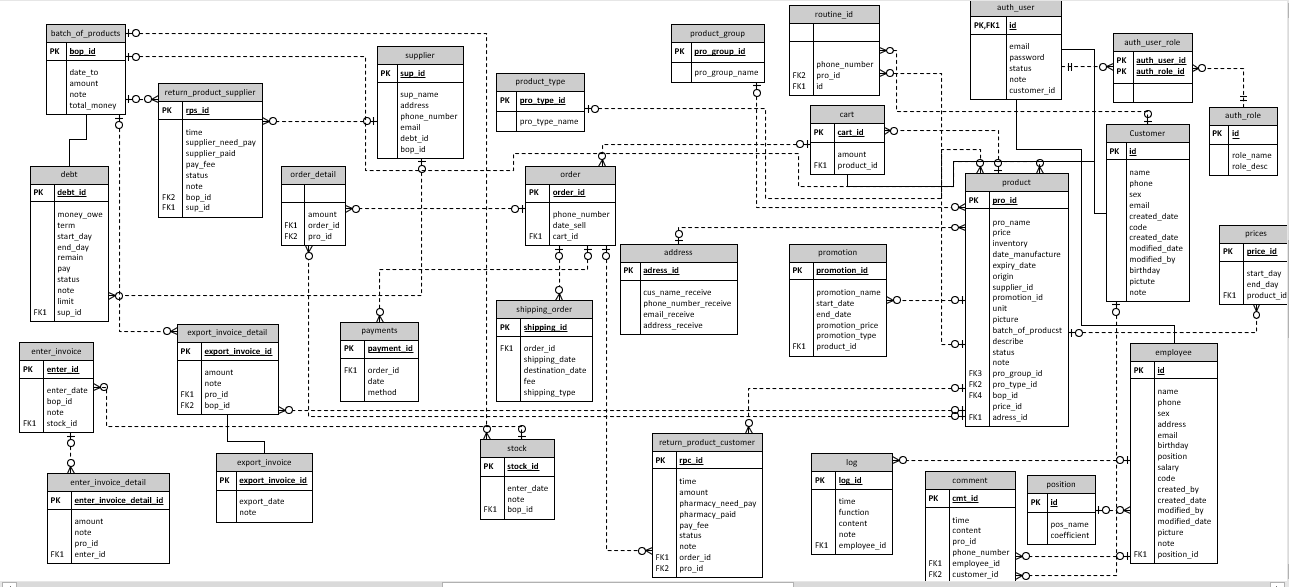 batch_of_products
PK bop_id
date_to
amount
note
total_money
return_product_supplier
PK rps_id
time
supplier_need_pay
supplier_paid
pay_fee
status
note
FK2 bop_id
FK1 sup_id
supplier
PK sup_id
sup_name
address
phone_number
email
debt_id
bop_id
product_type
PK pro_type_id
pro_type_name
product_group
PK pro_group_id
pro_group_name
routine_id
phone_number
FK2 pro_id
FK1 id
auth_user
PK,FK1 id
email
password
status
note
customer_id
auth_user_role
PK auth_user_id
PK auth_role_id
auth_role
PK id
role_name
role_desc
cart
PK cart_id
amount
FK1 product_id
Customer
PK id
name
phone
sex
email
created_date
code
created_date
modified_date
modified_by
birthday
pictute
note
debt
PK debt_id
money_owe
term
start_day
end_day
remain
pay
status
note
limit
FK1 sup_id
order_detail
amount
FK1 order_id
FK2 pro_id
order
PK order_id
phone_number
date_sell
FK1 cart_id
product
PK pro_id
pro_name
price
inventory
date_manufacture
expiry_date
origin
supplier_id
promotion_id
unit
picture
batch_of_producst
describe
status
note
FK3 pro_group_id
FK2 pro_type_id
FK4 bop_id
price_id
FK1 adress_id
prices
PK price_id
start_day
end_day
FK1 product_id
address
PK adress_id
cus_name_receive
phone_number_receive
email_receive
address_receive
promotion
PK promotion_id
promotion_name
start_date
end_date
promotion_price
promotion_type
FK1 product_id
shipping_order
PK shipping_id
FK1 order_id
shipping_date
destination_date
fee
shipping_type
payments
PK payment_id
FK1 order_id
date
method
export_invoice_detail
PK export_invoice_id
amount
note
FK1 pro_id
FK2 bop_id
enter_invoice
PK enter_id
enter_date
bop_id
note
FK1 stock_id
employee
PK id
name
phone
sex
address
email
birthday
position
salary
code
created_by
created_date
modified_by
modified_date
picture
note
FK1 position_id
export_invoice
PK export_invoice_id
export_date
note
enter_invoice_detail
PK enter_invoice_detail_id
amount
note
pro_id
FK1 enter_id
stock
PK stock_id
enter_date
note
FK1 bop_id
return_product_customer
PK rpc_id
time
amount
pharmacy_need_pay
pharmacy_paid
pay_fee
status
note
FK1 order_id
FK2 pro_id
log
PK log_id
time
function
content
note
FK1 employee_id
comment
PK cmt_id
time
content
pro_id
phone_number
FK1 employee_id
FK2 customer_id
position
PK id
pos_name
coefficient